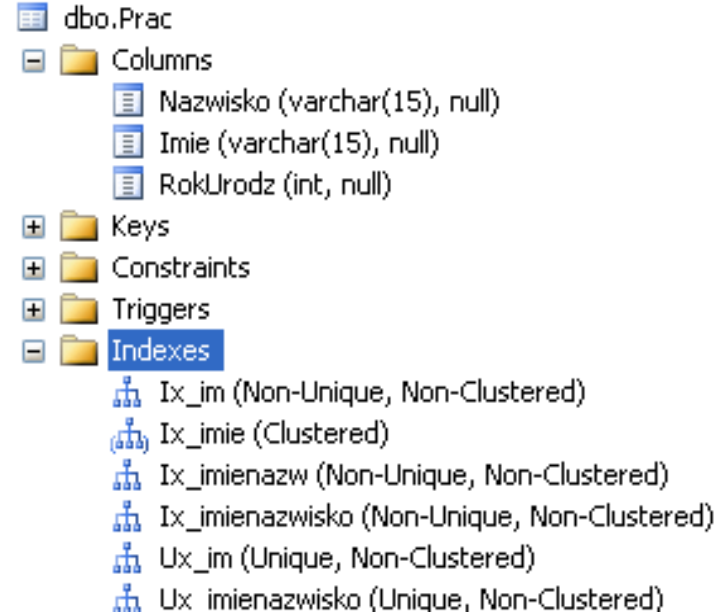 dbo.Prac
Columns
Nazwisko (varchar(15), null)
Imie (varchar(15), null)
RokUrodz (int, null)
Keys
Constraints
Triggers
Indexes
Ix_im (Non-Unique, Non-Clustered)
Ix_imie (Clustered)
Ix_imienazw (Non-Unique, Non-Clustered)
Ix_imienazwisko (Non-Unique, Non-Clustered)
Ux_im (Unique, Non-Clustered)
Ux_imienazwisko (Unique, Non-Clustered)